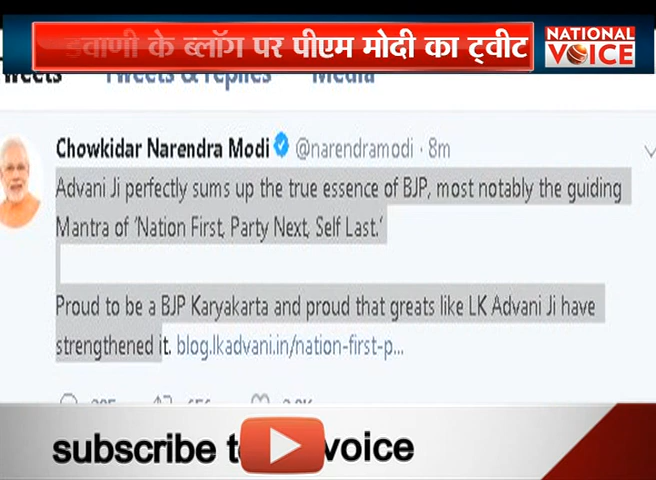 डवाणी के ब्लॉग पर पीएम मोदी का ट्वीट
NATIONAL
VOICE
Tweets Tweets & replies Media
Chowkidar Narendra Modi @narendramodi · 8m
Advani Ji perfectly sums up the true essence of BJP, most notably the guiding
Mantra of ‘Nation First, Party Next, Self Last.’
Proud to be a BJP Karyakarta and proud that greats like LK Advani Ji have
strengthened it. blog.lkadvani.in/nation-first-p...
subscribe voice